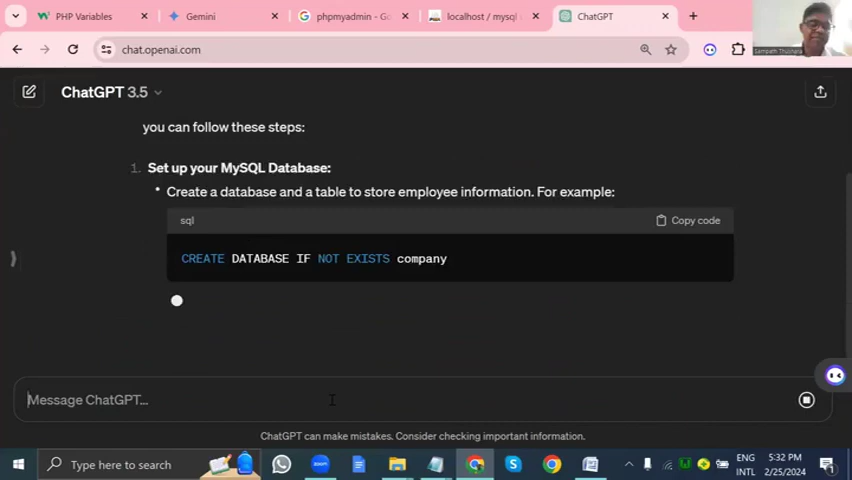 PHP Variables
Gemini
phpmyadmin - Go
localhost / mysql
ChatGPT
chat.openai.com
Sampath Thushara
ChatGPT 3.5
you can follow these steps:
1. Set up your MySQL Database:
• Create a database and a table to store employee information. For example:
sql
Copy code
CREATE DATABASE IF NOT EXISTS company
Message ChatGPT...
ChatGPT can make mistakes. Consider checking important information.
Type here to search
ENG
INTL
5:32 PM
2/25/2024
1